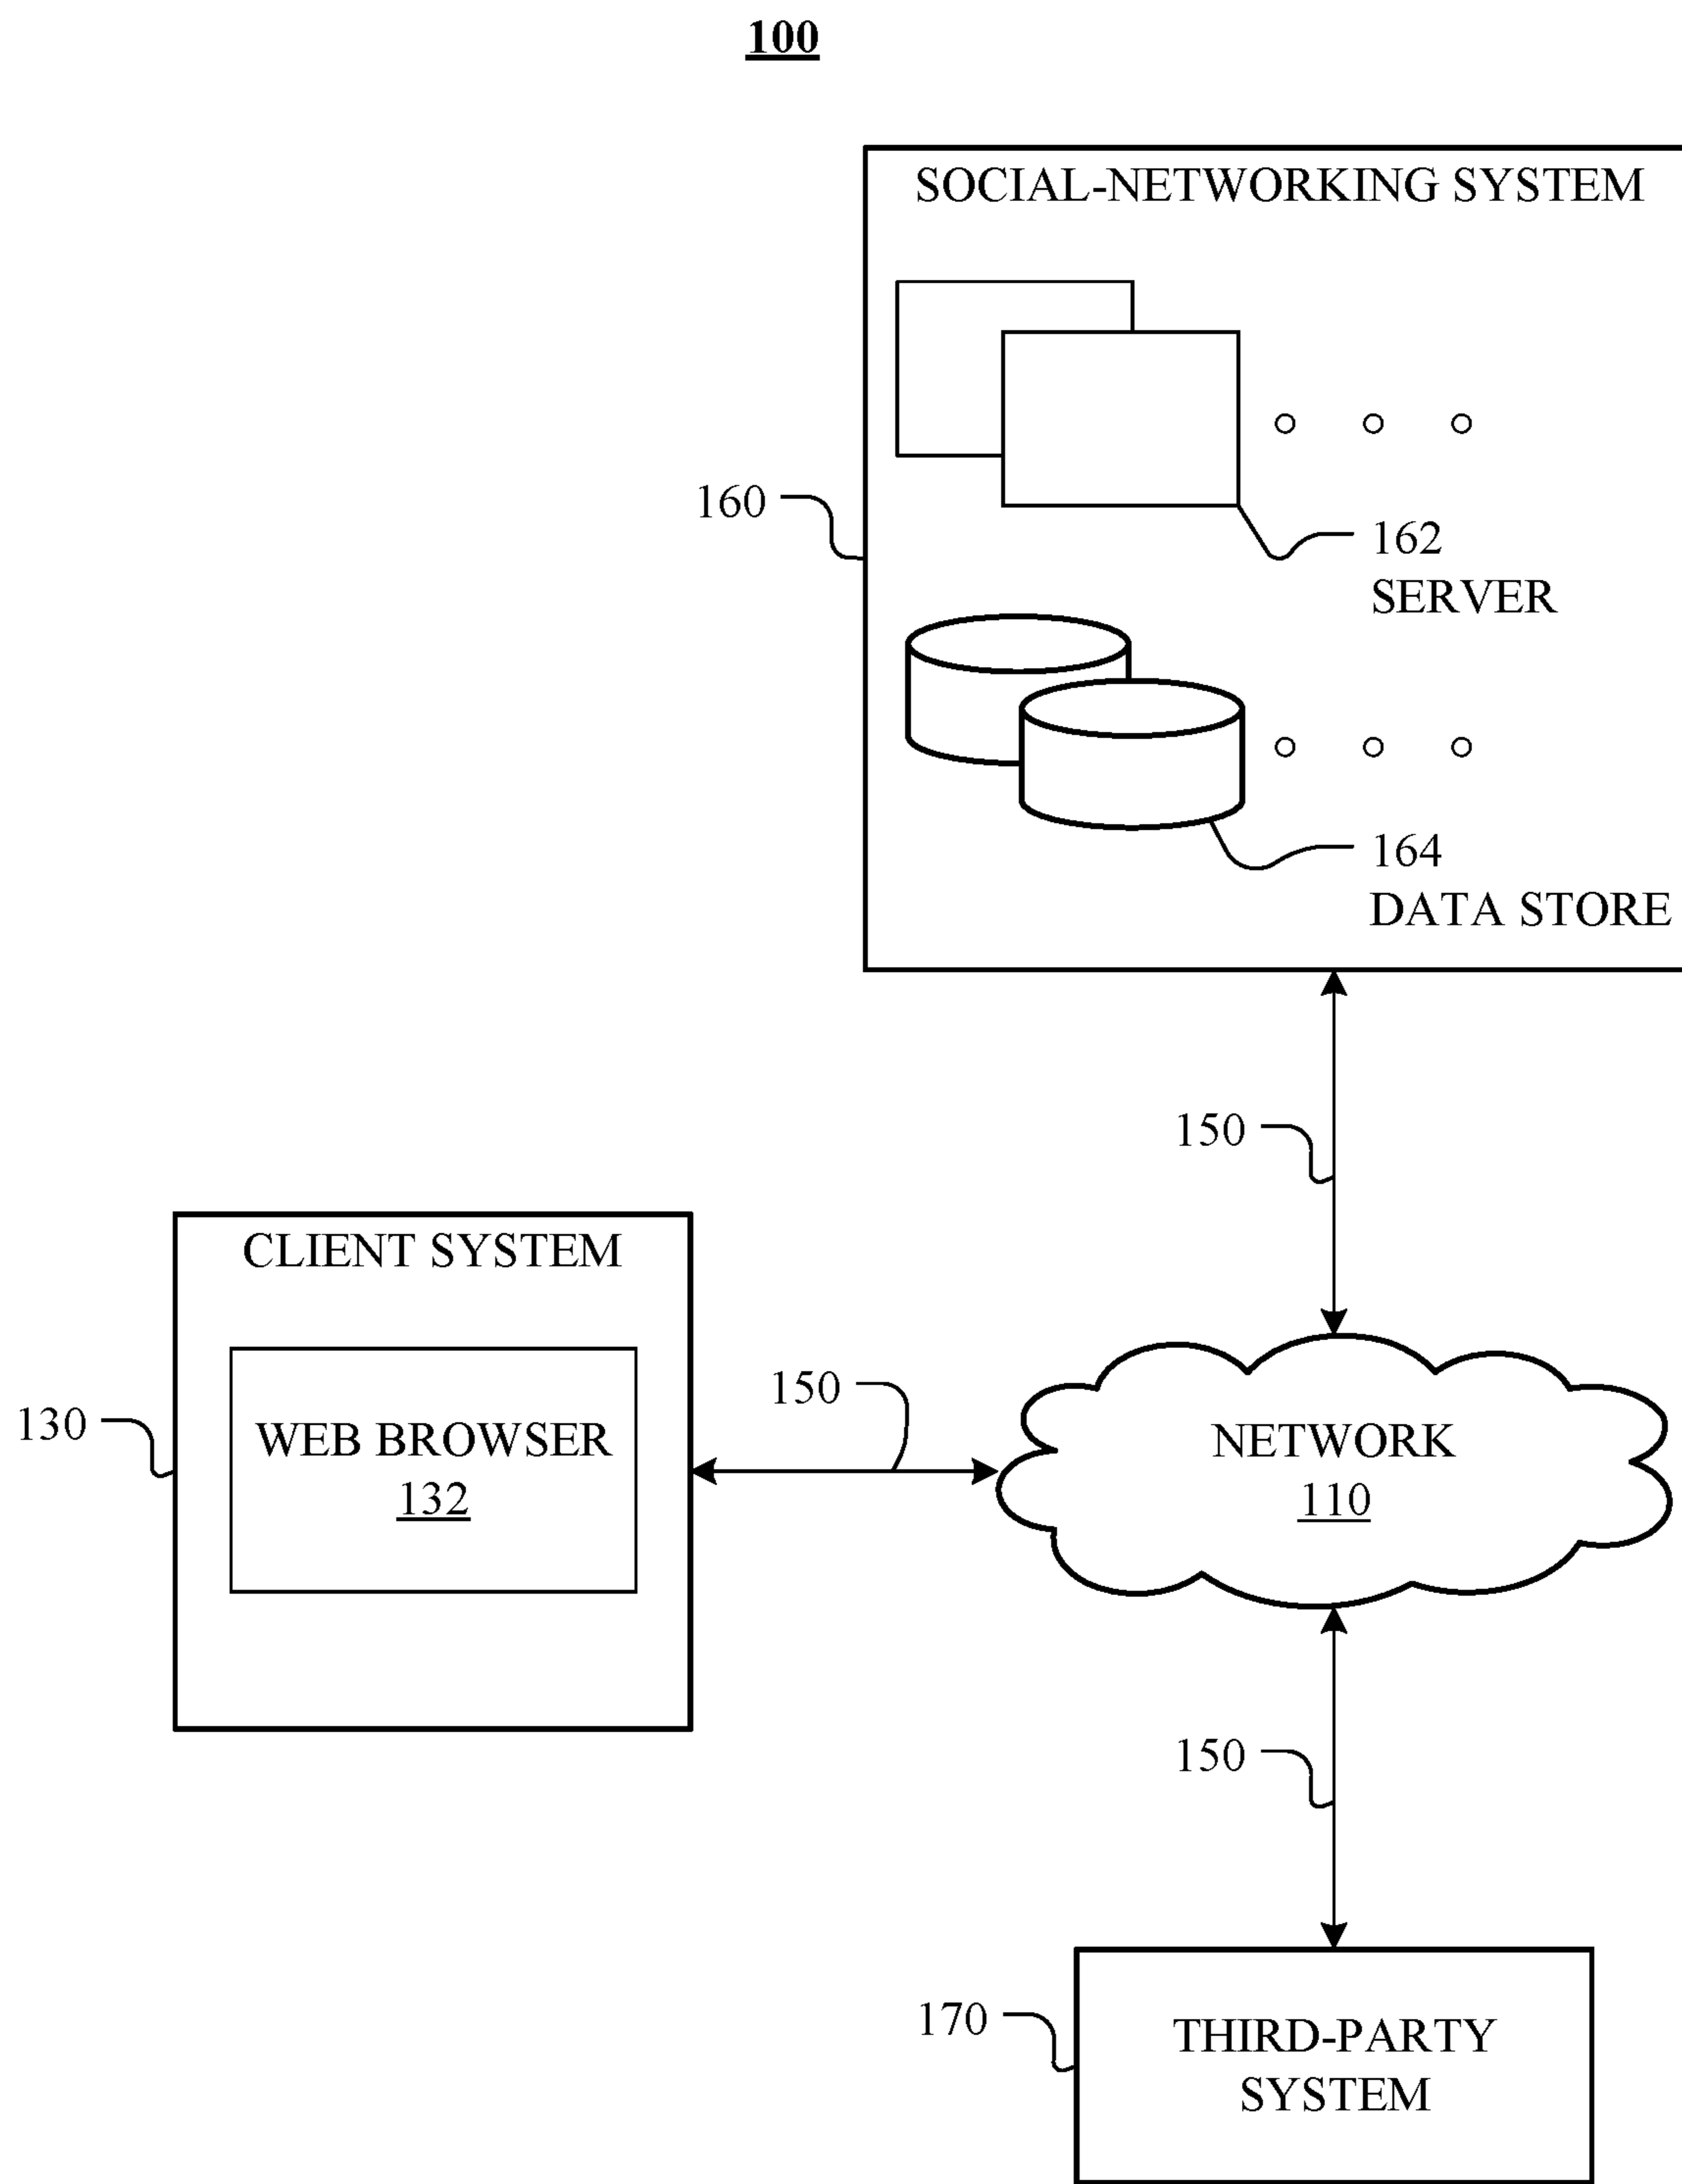 100
SOCIAL-NETWORKING SYSTEM
160
162
SERVER
164
DATA STORE
150
CLIENT SYSTEM
130
WEB BROWSER
132
150
NETWORK
110
150
170
THIRD-PARTY
SYSTEM